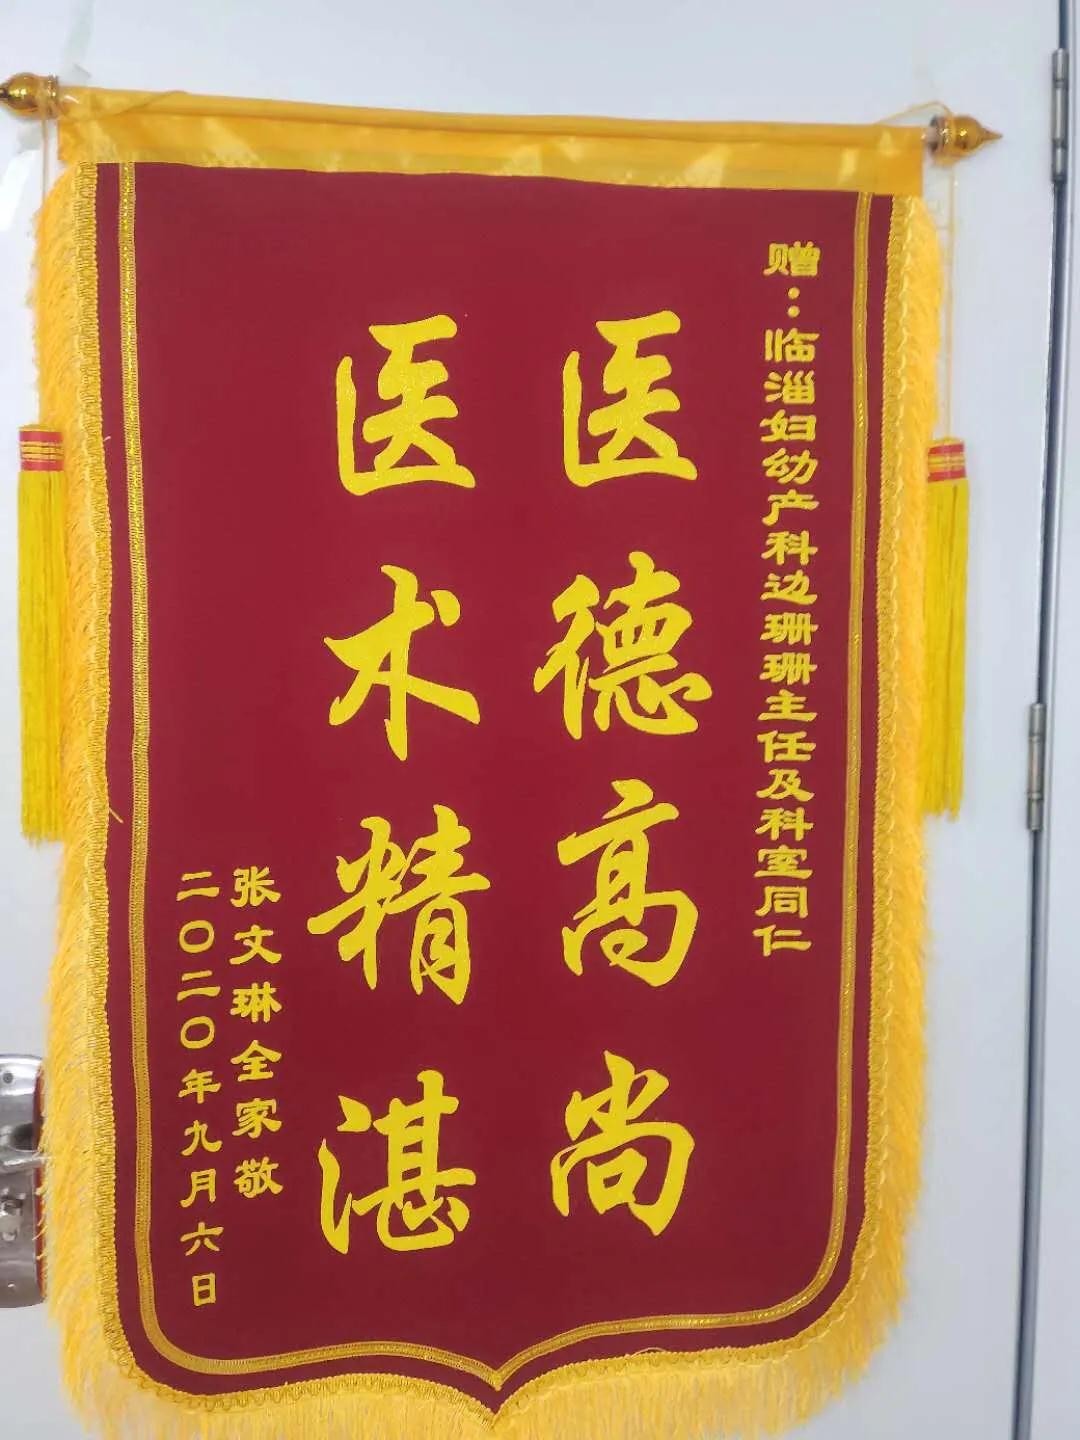 赠：临淄妇幼产科边珊珊主任及科室同仁
医德高尚
医术精湛
张文琳全家敬
二〇二〇年九月六日